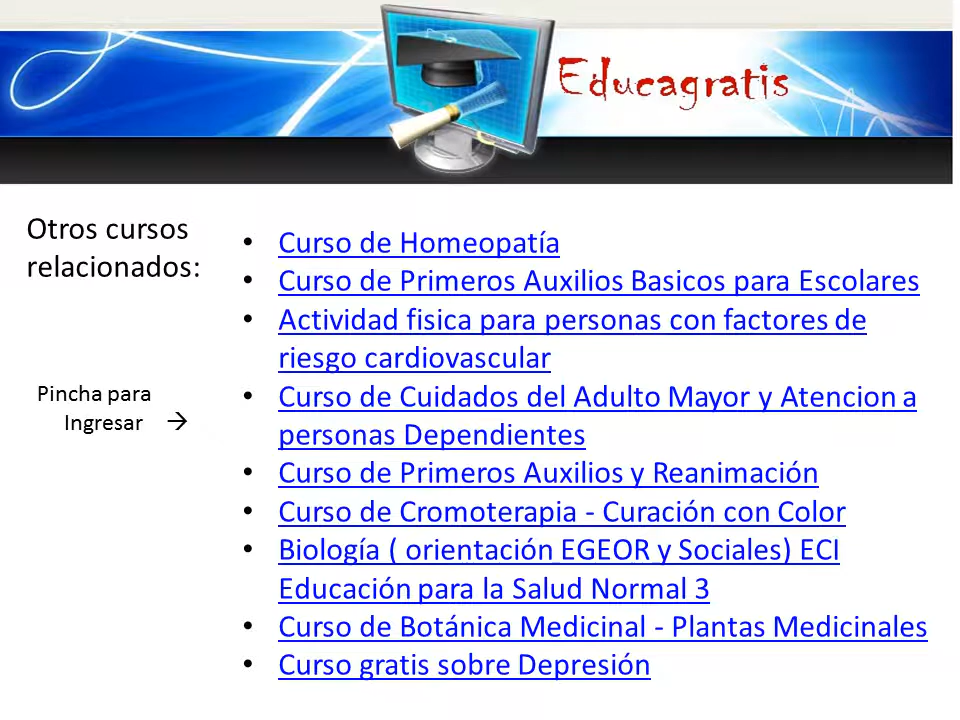 Educagratis
Otros cursos
relacionados:
Pincha para
Ingresar →
• Curso de Homeopatía
• Curso de Primeros Auxilios Basicos para Escolares
• Actividad fisica para personas con factores de
riesgo cardiovascular
• Curso de Cuidados del Adulto Mayor y Atencion a
personas Dependientes
• Curso de Primeros Auxilios y Reanimación
• Curso de Cromoterapia - Curación con Color
• Biología ( orientación EGEOR y Sociales) ECI
Educación para la Salud Normal 3
• Curso de Botánica Medicinal - Plantas Medicinales
• Curso gratis sobre Depresión